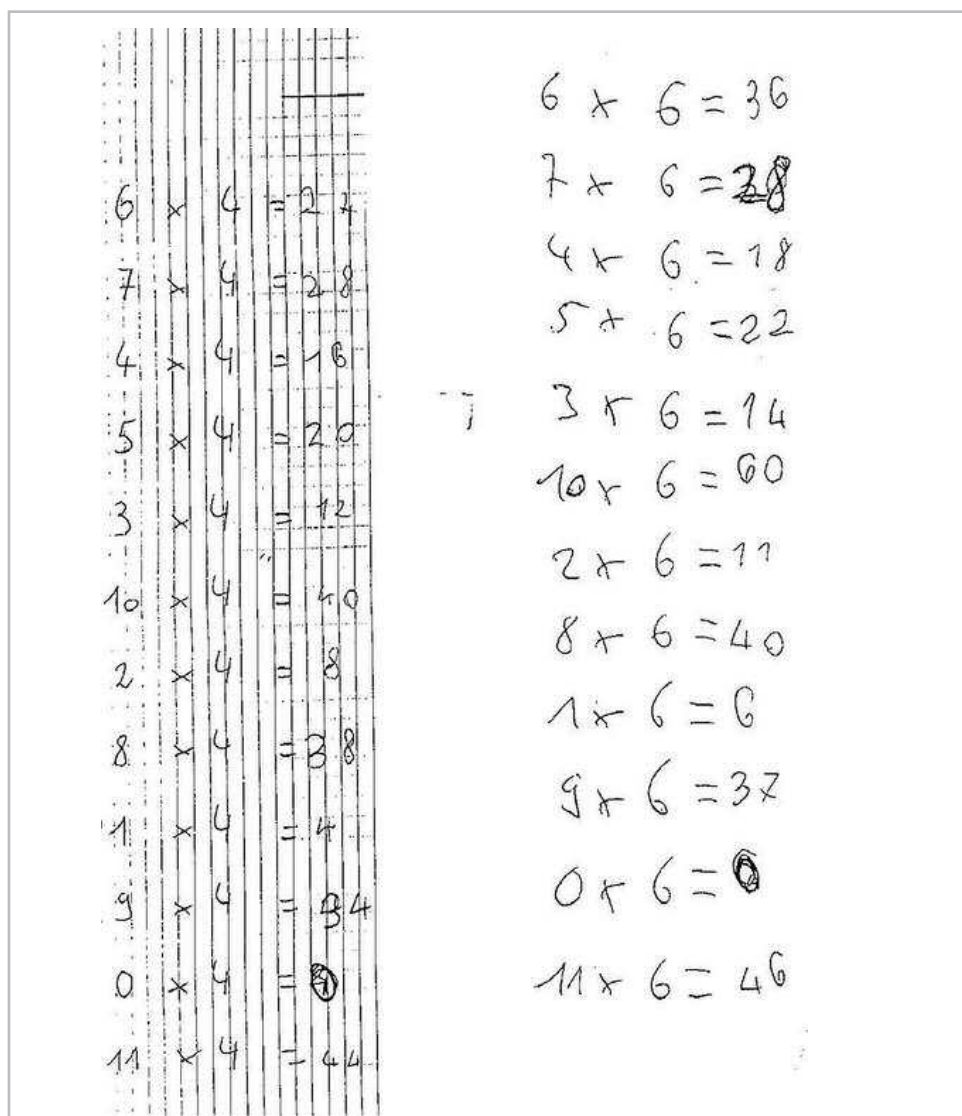 6 x 4 = 24
7 x 4 = 28
4 x 4 = 16
5 x 4 = 20
3 x 4 = 12
10 x 4 = 40
2 x 4 = 8
8 x 4 = 38
1 x 4 = 4
9 x 4 = 34
0 x 4 =
11 x 4 = 44
6 x 6 = 36
7 x 6 = 28
4 x 6 = 18
5 x 6 = 22
3 x 6 = 14
10 x 6 = 60
2 x 6 = 11
8 x 6 = 40
1 x 6 = 6
9 x 6 = 37
0 x 6 = 0
11 x 6 = 46